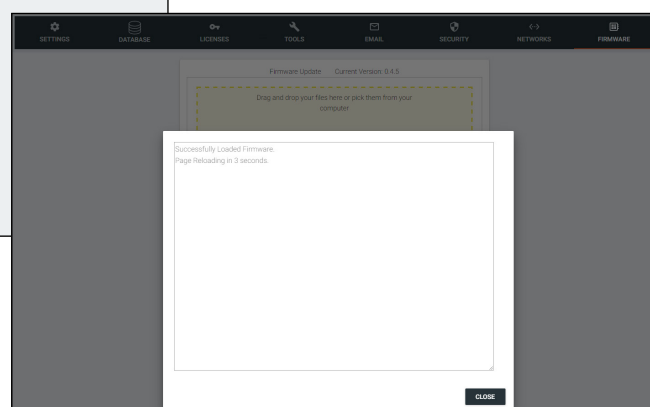 SETTINGS DATABASE LICENSES TOOLS EMAIL SECURITY NETWORKS FIRMWARE
Firmware Update Current Version: 0.4.5
Drag and drop your files here or pick them from your
computer
Successfully Loaded Firmware.
Page Reloading in 3 seconds.
CLOSE